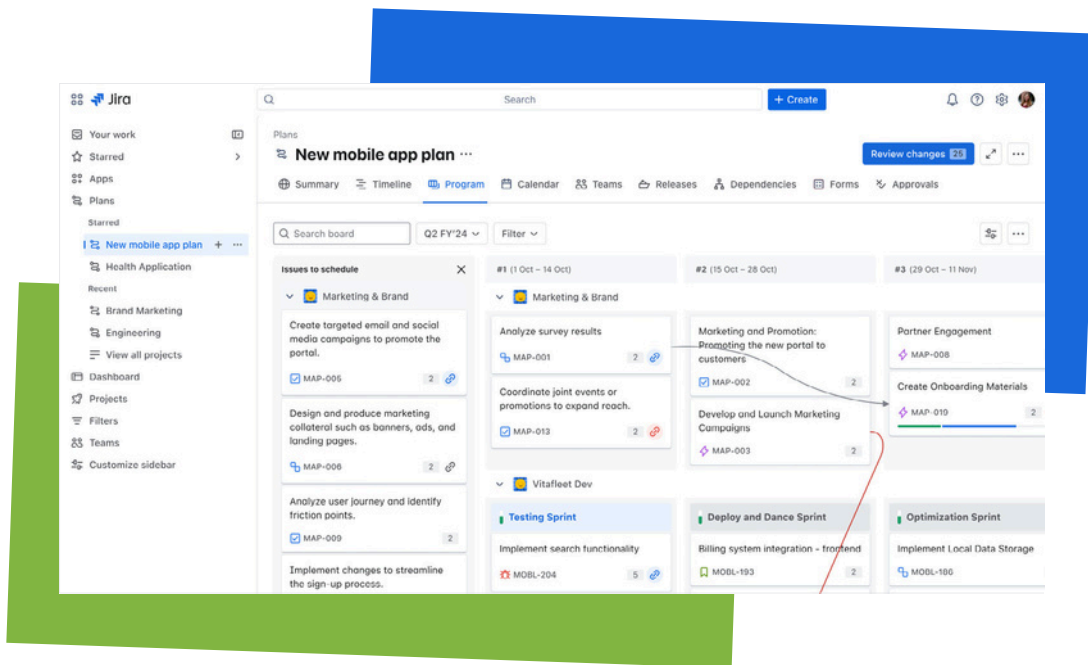 Jira
Search
+ Create
Your work
Starred
Apps
Plans
Starred
New mobile app plan + ···
Health Application
Recent
Brand Marketing
Engineering
View all projects
Dashboard
Projects
Filters
Teams
Customize sidebar
Plans
New mobile app plan ···
Review changes 25
···
Summary Timeline Program Calendar Teams Releases Dependencies Forms Approvals
Search board Q2 FY'24 Filter
···
Issues to schedule
Marketing & Brand
Create targeted email and social
media campaigns to promote the
portal.
MAP-005 2
Design and produce marketing
collateral such as banners, ads, and
landing pages.
MAP-006 2
Analyze user journey and identify
friction points.
MAP-009 2
Implement changes to streamline
the sign-up process.
#1 (1 Oct – 14 Oct)
#2 (15 Oct – 28 Oct)
#3 (29 Oct – 11 Nov)
Marketing & Brand
Analyze survey results
MAP-001 2
Coordinate joint events or
promotions to expand reach.
MAP-013 2
Marketing and Promotion:
Promoting the new portal to
customers
MAP-002 2
Develop and Launch Marketing
Campaigns
MAP-003 2
Partner Engagement
MAP-008
Create Onboarding Materials
MAP-019 2
Vitafleet Dev
Testing Sprint
Implement search functionality
MOBL-204 5
Deploy and Dance Sprint
Billing system integration - frontend
MOBL-193 2
Optimization Sprint
Implement Local Data Storage
MOBL-186